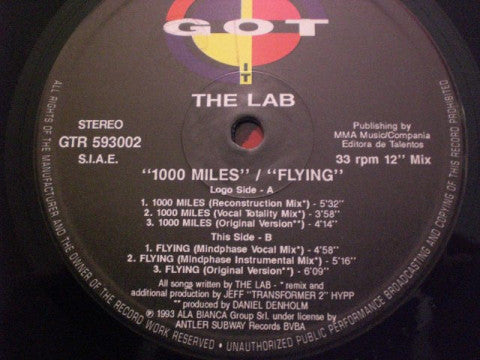 GOT
IT
THE LAB
STEREO
GTR 593002
S.I.A.E.
Publishing by
MMA Music/Compania
Editora de Talentos
33 rpm 12" Mix
"1000 MILES" / "FLYING"
Logo Side - A
1. 1000 MILES (Reconstruction Mix*) - 5'32"
2. 1000 MILES (Vocal Totality Mix*) - 3'58"
3. 1000 MILES (Original Version**) - 4'14"
This Side - B
1. FLYING (Mindphase Vocal Mix*) - 4'58"
2. FLYING (Mindphase Instrumental Mix*) - 5'16"
3. FLYING (Original Version**) - 6'09"
All songs written by THE LAB - *remix and
additional production by JEFF "TRANSFORMER 2" HYPP
**produced by DANIEL DENHOLM
℗ 1993 ALA BIANCA Group Srl. under license by
ANTLER SUBWAY Records BVBA
ALL RIGHTS OF THE MANUFACTURER AND THE OWNER OF THE RECORD WORK RESERVED • UNAUTHORIZED PUBLIC PERFORMANCE BROADCASTING AND COPYING OF THIS RECORD PROHIBITED